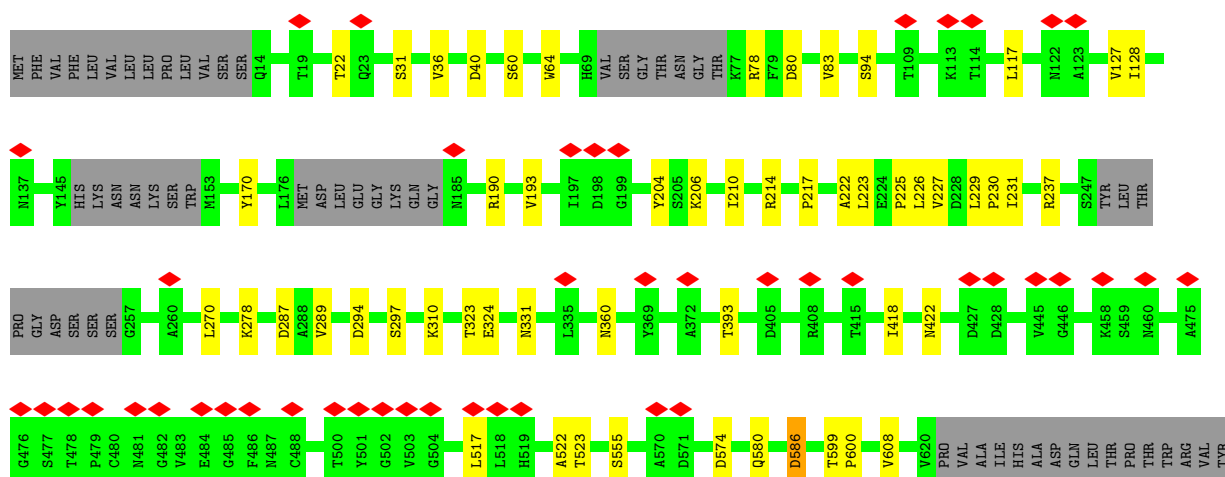 MET PHE VAL PHE LEU VAL LEU LEU PRO LEU VAL SER SER Q14 T19 T22 Q23 S31 V36 D40 S60 W64 H69 VAL SER GLY THR ASN GLY THR K77 R78 F79 D80 V83 S94 T109 K113 T114 L117 N122 A123 V127 I128
N137 Y145 HIS LYS ASN ASN LYS SER TRP M153 Y170 L176 MET ASP LEU GLU GLY LYS GLN GLY N185 R190 V193 I197 D198 G199 Y204 S205 K206 I210 R214 P217 A222 L223 E224 P225 L226 V227 D228 L229 P230 I231 R237 S247 TYR LEU THR
PRO GLY ASP SER SER SER G257 A260 L270 K278 D287 A288 V289 D294 S297 K310 T323 E324 N331 L335 N360 Y369 A372 T393 D405 R408 T415 I418 N422 D427 D428 V445 G446 K458 S459 N460 A475
G476 S477 T478 P479 C480 N481 G482 V483 E484 G485 F486 N487 C488 T500 Y501 G502 V503 G504 L517 L518 H519 A522 T523 S555 A570 D571 D574 Q580 D586 T599 P600 V608 V620 PRO VAL ALA ILE HIS ALA ASP GLN LEU THR PRO THR TRP ARG VAL TYR